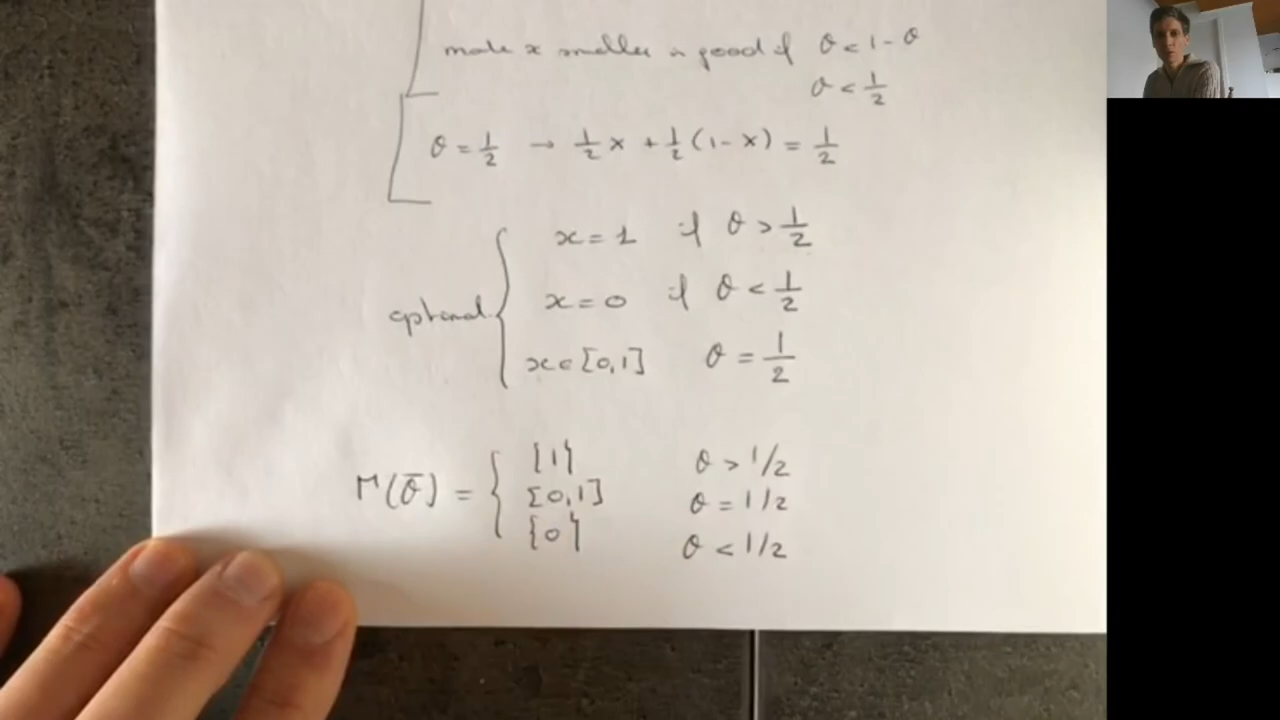 make x smaller is good if θ < 1 - θ
θ < 1/2
θ = 1/2 → 1/2 x + 1/2 (1 - x) = 1/2
x = 1 if θ > 1/2
optimal x = 0 if θ < 1/2
x ∈ [0,1] θ = 1/2
{1} θ > 1/2
Γ(θ̄) = { [0,1] θ = 1/2
{0} θ < 1/2